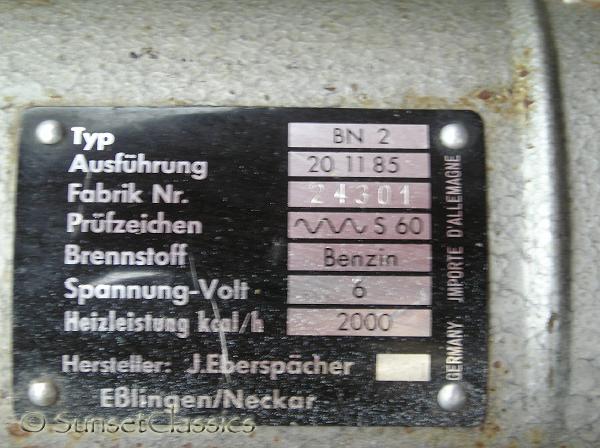 Typ BN 2
Ausführung 20 11 85
Fabrik Nr. 24301
Prüfzeichen S 60
Brennstoff Benzin
Spannung-Volt 6
Heizleistung kcal/h 2000
Hersteller: J. Eberspächer
Eßlingen/Neckar
GERMANY IMPORTE D'ALLEMAGNE
© SunsetClassics